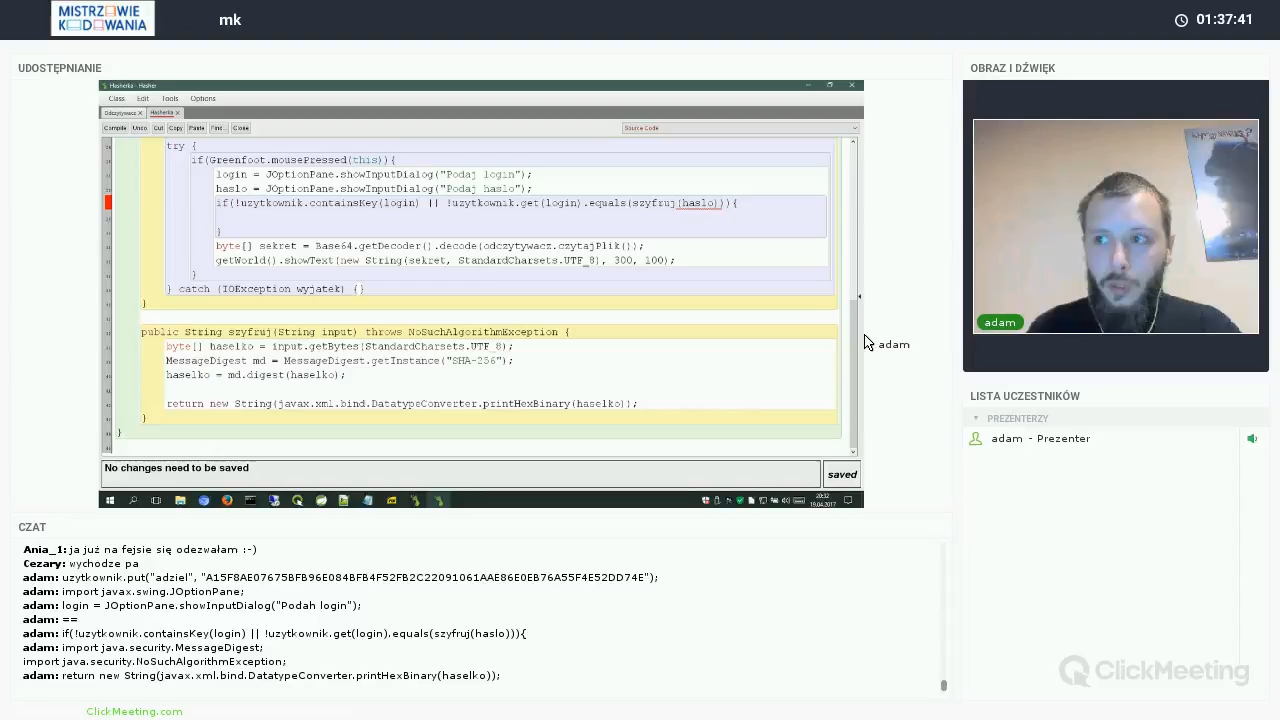 MISTRZOWIE
KODOWANIA
mk
01:37:41
UDOSTĘPNIANIE
OBRAZ I DŹWIĘK
Hasherka - Hasher
Class Edit Tools Options
Odczytywacz X Hasherka X
Compile Undo Cut Copy Paste Find... Close
Source Code
try {
if(Greenfoot.mousePressed(this)){
login = JOptionPane.showInputDialog("Podaj login");
haslo = JOptionPane.showInputDialog("Podaj haslo");
if(!uzytkownik.containsKey(login) || !uzytkownik.get(login).equals(szyfruj(haslo))){
}
byte[] sekret = Base64.getDecoder().decode(odczytywacz.czytajPlik());
getWorld().showText(new String(sekret, StandardCharsets.UTF_8), 300, 100);
}
} catch (IOException wyjatek) {}
}
public String szyfruj(String input) throws NoSuchAlgorithmException {
byte[] haselko = input.getBytes(StandardCharsets.UTF_8);
MessageDigest md = MessageDigest.getInstance("SHA-256");
haselko = md.digest(haselko);
return new String(javax.xml.bind.DatatypeConverter.printHexBinary(haselko));
}
}
No changes need to be saved
saved
20:32
19.04.2017
adam
adam
LISTA UCZESTNIKÓW
PREZENTERZY
adam - Prezenter
CZAT
Ania_1: ja już na fejsie się odezwałam :-)
Cezary: wychodze pa
adam: uzytkownik.put("adziel", "A15F8AE07675BFB96E084BFB4F52FB2C22091061AAE86E0EB76A55F4E52DD74E");
adam: import javax.swing.JOptionPane;
adam: login = JOptionPane.showInputDialog("Podah login");
adam: ==
adam: if(!uzytkownik.containsKey(login) || !uzytkownik.get(login).equals(szyfruj(haslo))){
adam: import java.security.MessageDigest;
import java.security.NoSuchAlgorithmException;
adam: return new String(javax.xml.bind.DatatypeConverter.printHexBinary(haselko));
ClickMeeting
ClickMeeting.com